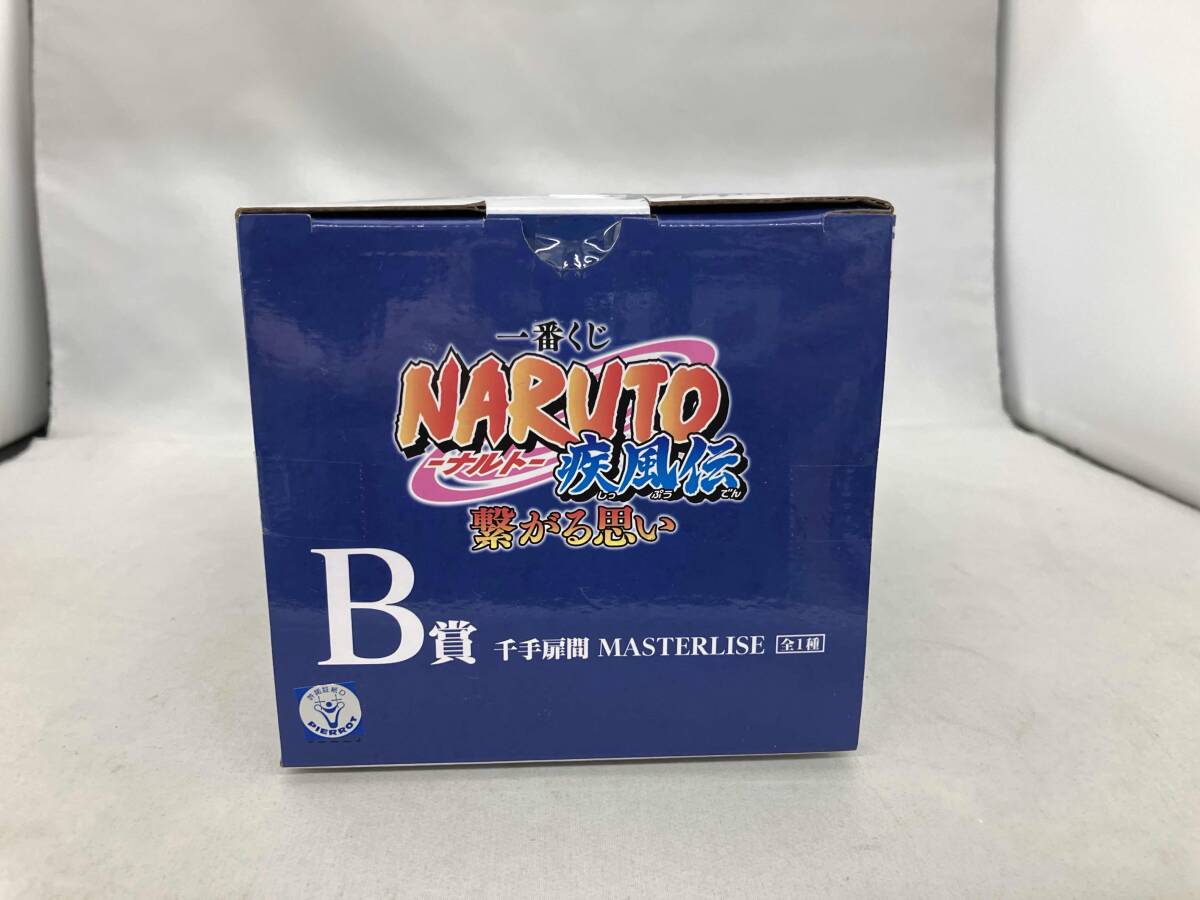 一番くじ
NARUTO
-ナルト-
疾風伝
しっ ぷう でん
繋がる思い
B賞 千手扉間 MASTERLISE 全1種
PIERROT